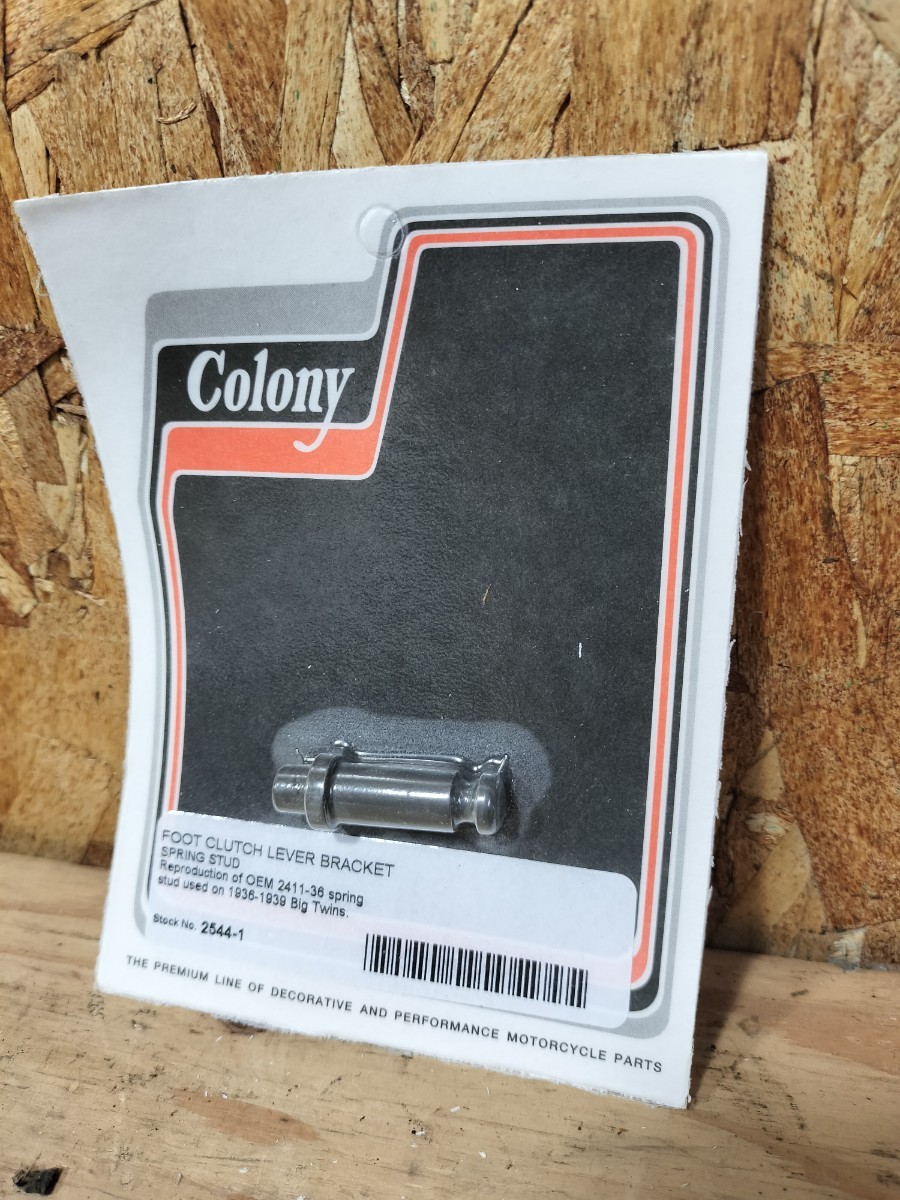 Colony
FOOT CLUTCH LEVER BRACKET
SPRING STUD
Reproduction of OEM 2411-36 spring
stud used on 1936-1939 Big Twins.
Stock No. 2544-1
THE PREMIUM LINE OF DECORATIVE AND PERFORMANCE MOTORCYCLE PARTS